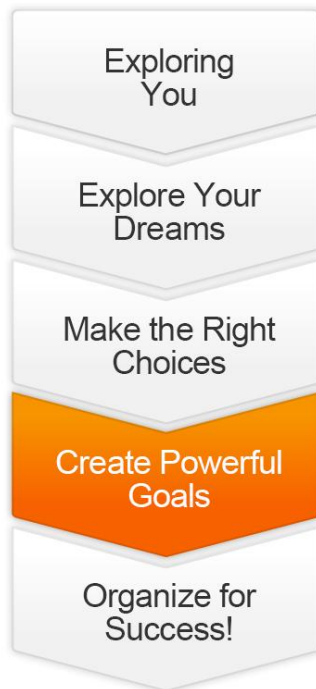 Exploring
You
Explore Your
Dreams
Make the Right
Choices
Create Powerful
Goals
Organize for
Success!